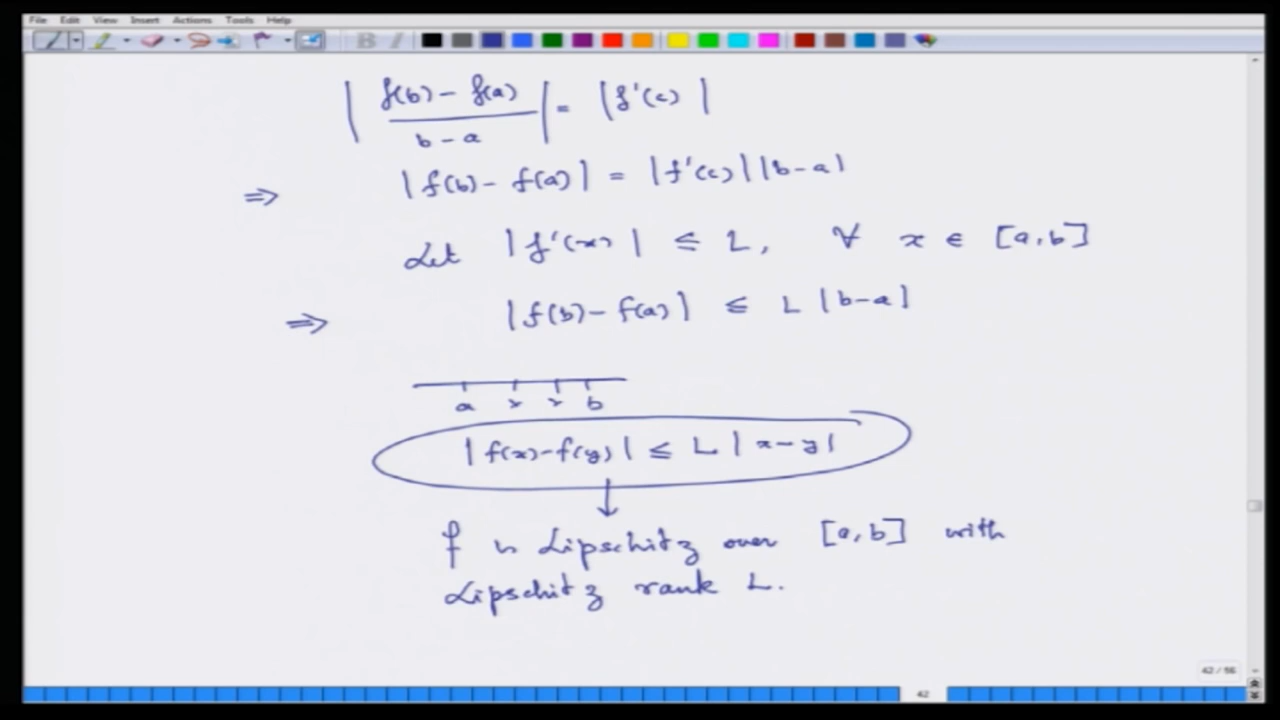 File Edit View Insert Actions Tools Help
| f(b) - f(a) / b - a | = |f'(c)|
⇒ |f(b) - f(a)| = |f'(c)||b-a|
Let |f'(x)| ≤ L, ∀ x ∈ [a,b]
⇒ |f(b) - f(a)| ≤ L |b-a|
a x y b
|f(x)-f(y)| ≤ L |x-y|
f is Lipschitz over [a,b] with
Lipschitz rank L.
42 / 56
42